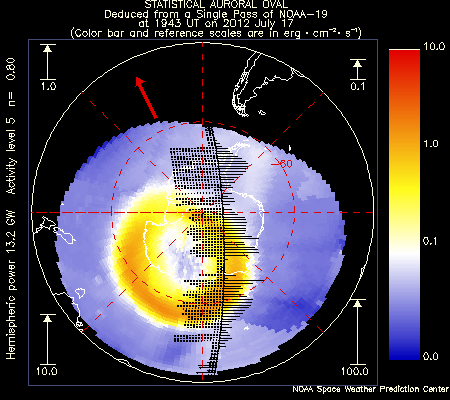 STATISTICAL AURORAL OVAL
Deduced from a Single Pass of NOAA-19
at 1943 UT on 2012 July 17
(Color bar and reference scales are in erg·cm⁻²·s⁻¹)
Hemispheric power 13.2 GW  Activity level 5  n= 0.80
1.0
0.1
-60
10.0
100.0
10.0
1.0
0.1
0.0
NOAA Space Weather Prediction Center